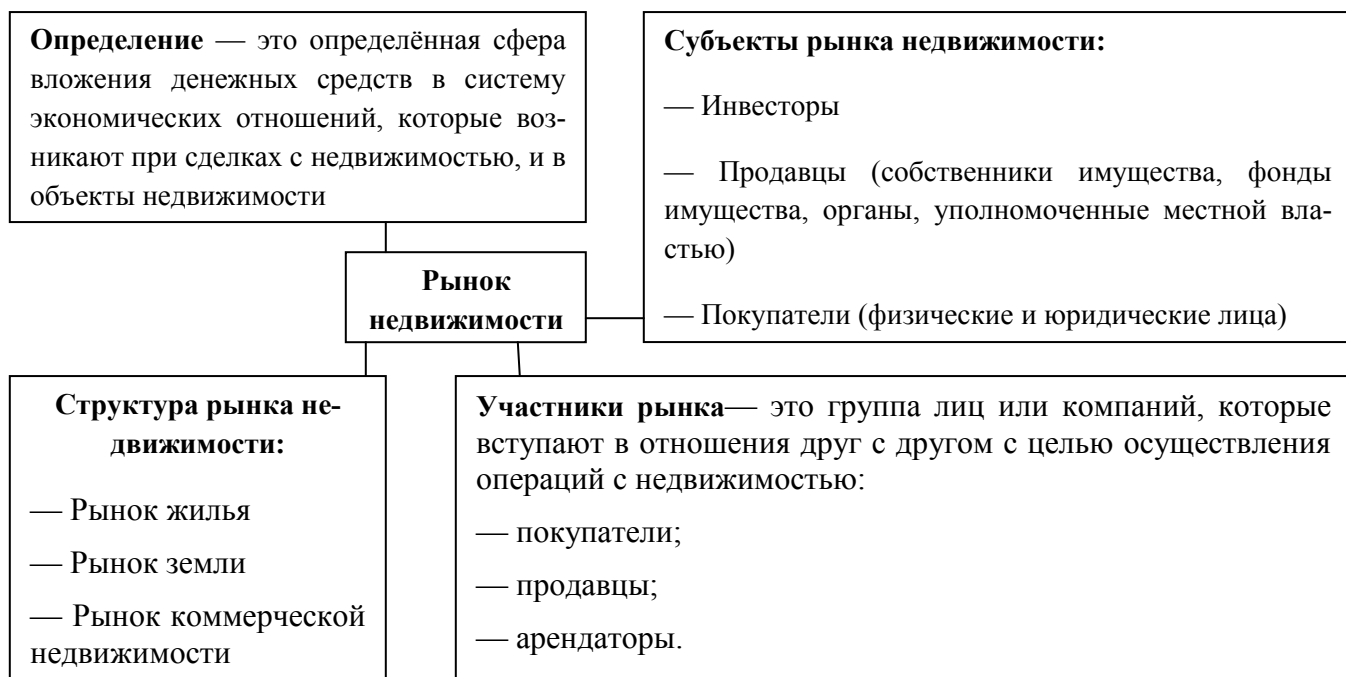 Определение — это определённая сфера
вложения денежных средств в систему
экономических отношений, которые воз-
никают при сделках с недвижимостью, и в
объекты недвижимости
Субъекты рынка недвижимости:
— Инвесторы
— Продавцы (собственники имущества, фонды
имущества, органы, уполномоченные местной вла-
стью)
— Покупатели (физические и юридические лица)
Рынок
недвижимости
Структура рынка не-
движимости:
— Рынок жилья
— Рынок земли
— Рынок коммерческой
недвижимости
Участники рынка— это группа лиц или компаний, которые
вступают в отношения друг с другом с целью осуществления
операций с недвижимостью:
— покупатели;
— продавцы;
— арендаторы.